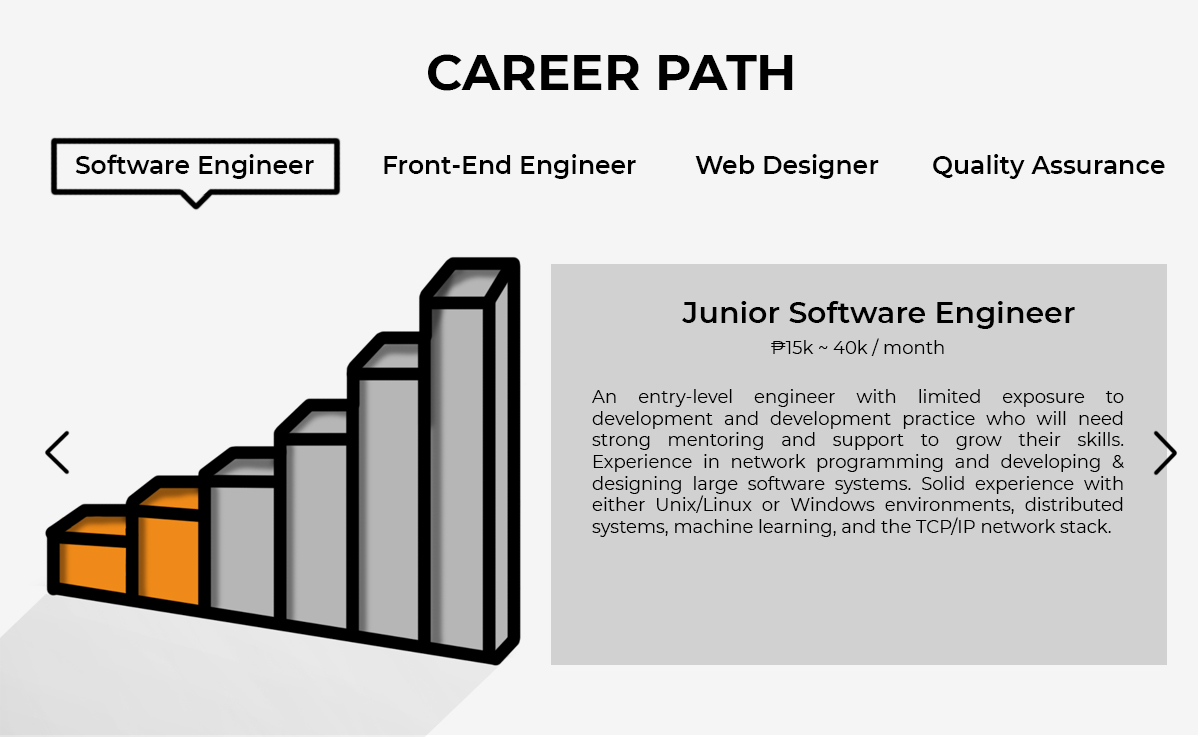 CAREER PATH
Software Engineer
Front-End Engineer
Web Designer
Quality Assurance
Junior Software Engineer
₱15k ~ 40k / month
An entry-level engineer with limited exposure to
development and development practice who will need
strong mentoring and support to grow their skills.
Experience in network programming and developing &
designing large software systems. Solid experience with
either Unix/Linux or Windows environments, distributed
systems, machine learning, and the TCP/IP network stack.